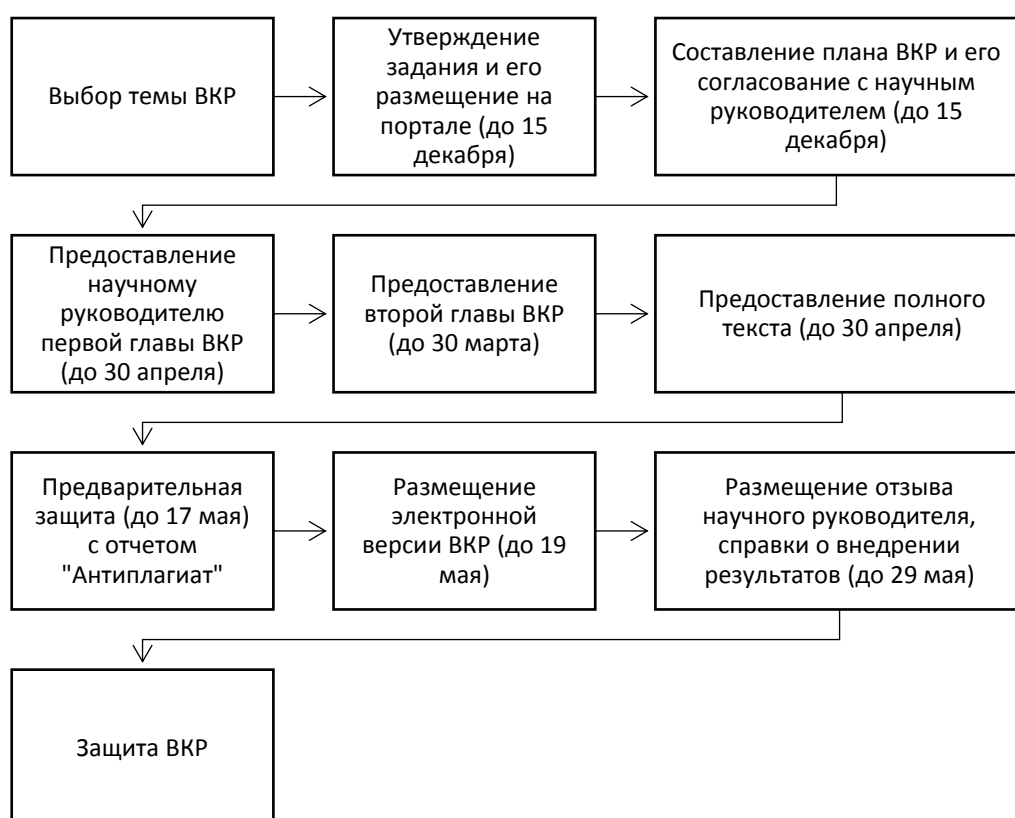 Выбор темы ВКР
Утверждение
задания и его
размещение на
портале (до 15
декабря)
Составление плана ВКР и его
согласование с научным
руководителем (до 15
декабря)
Предоставление
научному
руководителю
первой главы ВКР
(до 30 апреля)
Предоставление
второй главы ВКР
(до 30 марта)
Предоставление полного
текста (до 30 апреля)
Предварительная
защита (до 17 мая)
с отчетом
"Антиплагиат"
Размещение
электронной
версии ВКР (до 19
мая)
Размещение отзыва
научного руководителя,
справки о внедрении
результатов (до 29 мая)
Защита ВКР